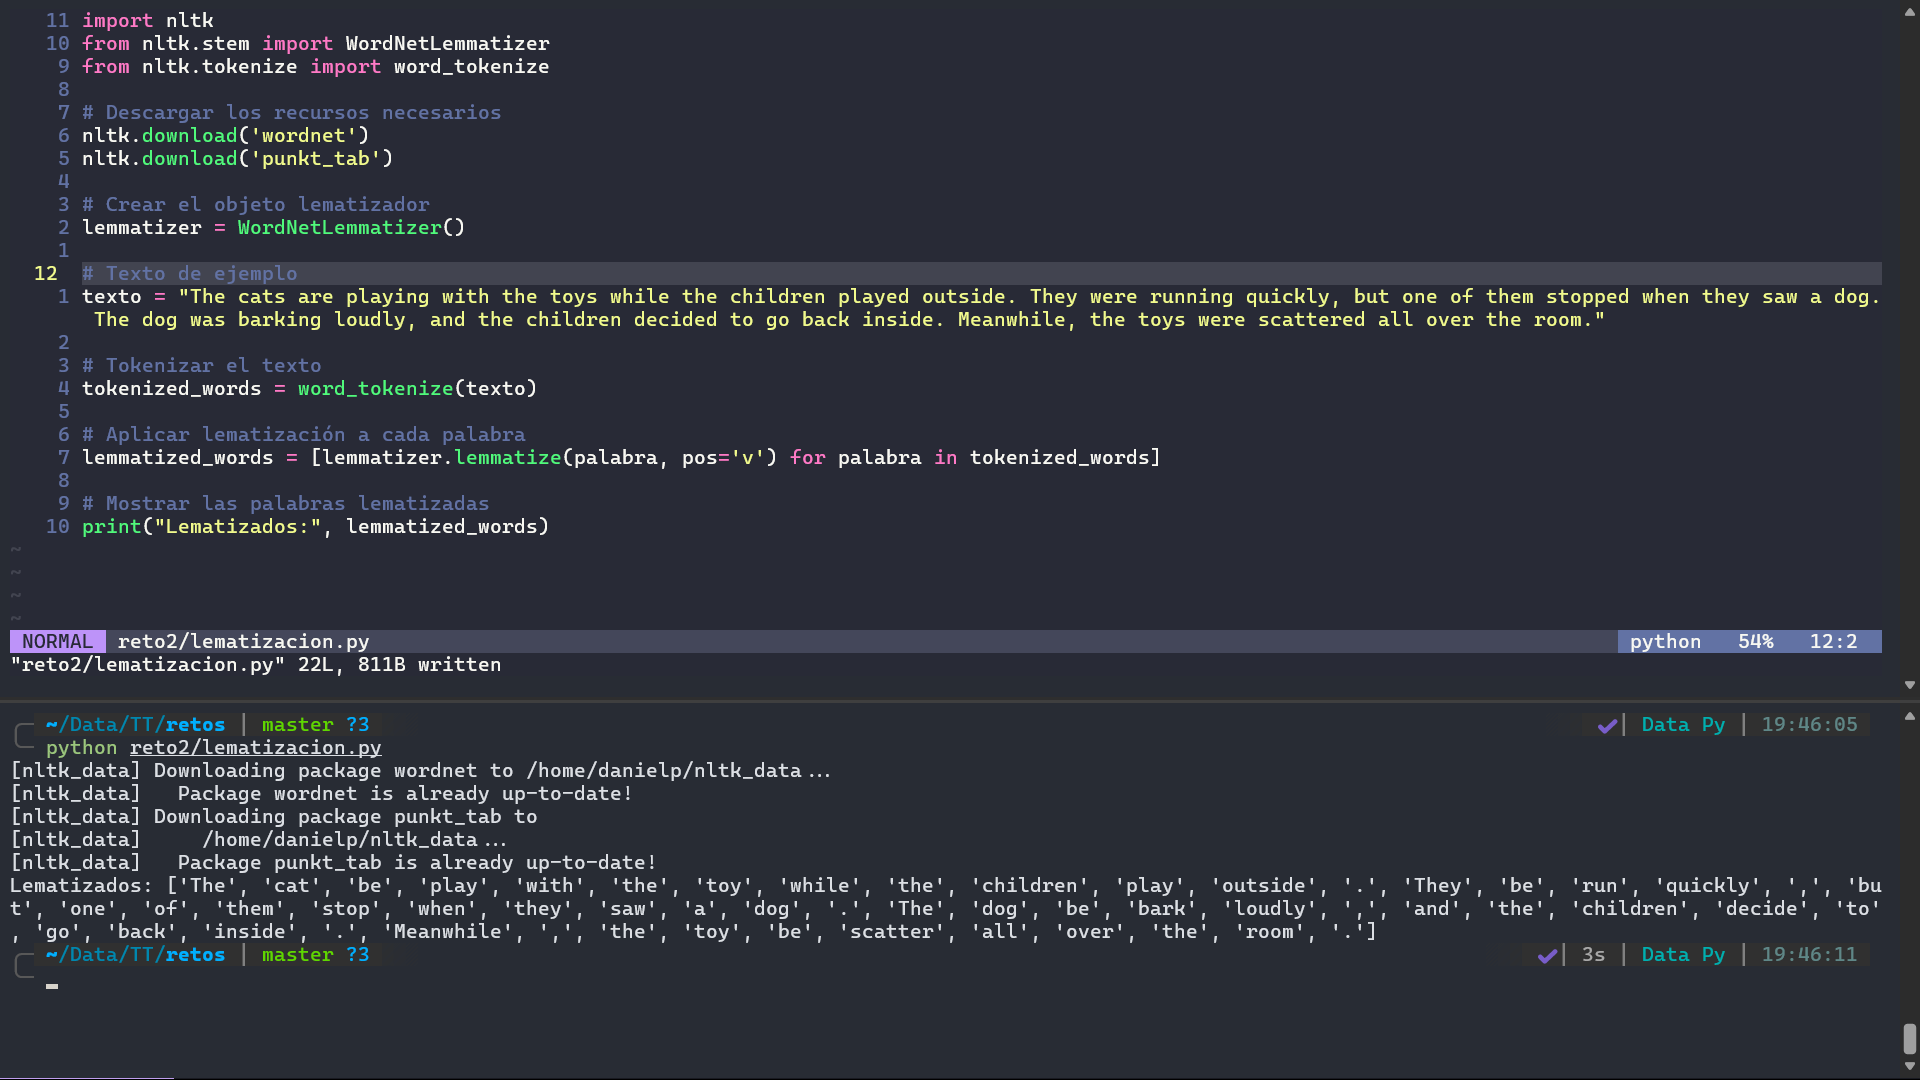 11 import nltk
10 from nltk.stem import WordNetLemmatizer
9 from nltk.tokenize import word_tokenize
8
7 # Descargar los recursos necesarios
6 nltk.download('wordnet')
5 nltk.download('punkt_tab')
4
3 # Crear el objeto lematizador
2 lemmatizer = WordNetLemmatizer()
1
12 # Texto de ejemplo
1 texto = "The cats are playing with the toys while the children played outside. They were running quickly, but one of them stopped when they saw a dog.
The dog was barking loudly, and the children decided to go back inside. Meanwhile, the toys were scattered all over the room."
2
3 # Tokenizar el texto
4 tokenized_words = word_tokenize(texto)
5
6 # Aplicar lematización a cada palabra
7 lemmatized_words = [lemmatizer.lemmatize(palabra, pos='v') for palabra in tokenized_words]
8
9 # Mostrar las palabras lematizadas
10 print("Lematizados:", lemmatized_words)
~
~
~
~
NORMAL reto2/lematizacion.py python 54% 12:2
"reto2/lematizacion.py" 22L, 811B written
~/Data/TT/retos | master ?3 ✔| Data Py | 19:46:05
python reto2/lematizacion.py
[nltk_data] Downloading package wordnet to /home/danielp/nltk_data...
[nltk_data]   Package wordnet is already up-to-date!
[nltk_data] Downloading package punkt_tab to
[nltk_data]     /home/danielp/nltk_data...
[nltk_data]   Package punkt_tab is already up-to-date!
Lematizados: ['The', 'cat', 'be', 'play', 'with', 'the', 'toy', 'while', 'the', 'children', 'play', 'outside', '.', 'They', 'be', 'run', 'quickly', ',', 'bu
t', 'one', 'of', 'them', 'stop', 'when', 'they', 'saw', 'a', 'dog', '.', 'The', 'dog', 'be', 'bark', 'loudly', ',', 'and', 'the', 'children', 'decide', 'to'
, 'go', 'back', 'inside', '.', 'Meanwhile', ',', 'the', 'toy', 'be', 'scatter', 'all', 'over', 'the', 'room', '.']
~/Data/TT/retos | master ?3 ✔| 3s | Data Py | 19:46:11